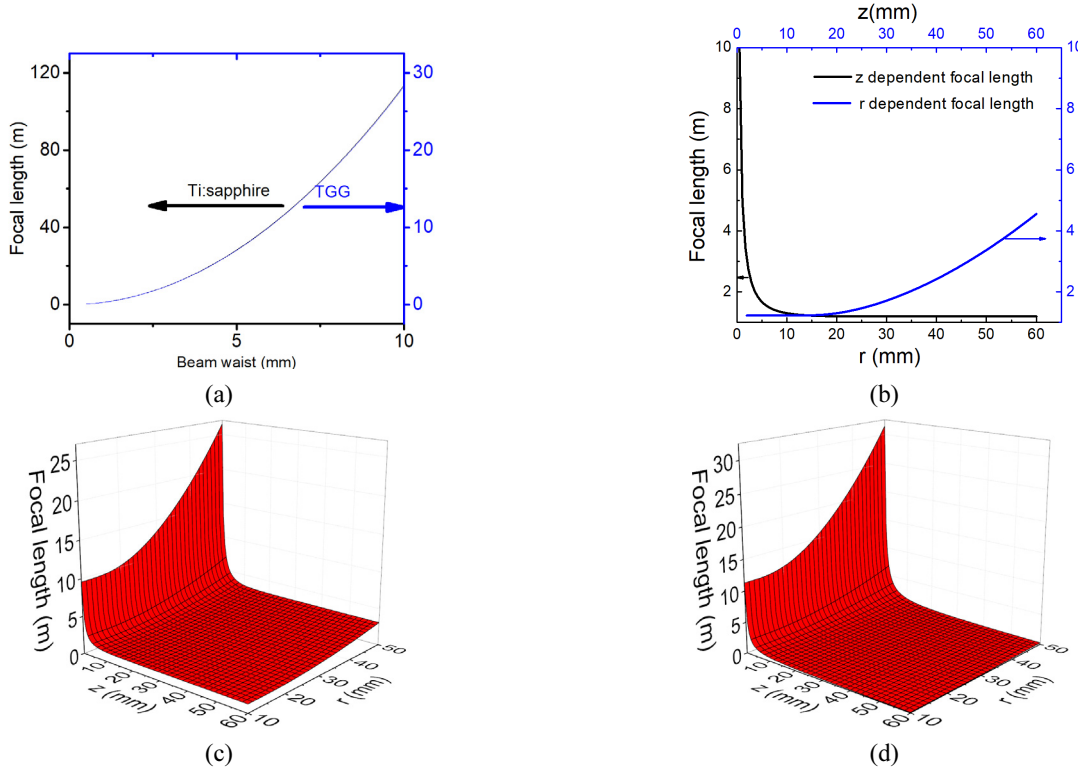 120
80
40
0
Focal length (m)
30
20
10
0
Ti:sapphire
TGG
0
5
10
Beam waist (mm)
(a)
z(mm)
0 10 20 30 40 50 60
10
8
6
4
2
Focal length (m)
10
8
6
4
2
z dependent focal length
r dependent focal length
0 10 20 30 40 50 60
r (mm)
(b)
25
20
15
10
5
0
Focal length (m)
10
20
30
40
50
60
z (mm)
10
20
30
40
50
r (mm)
(c)
30
25
20
15
10
5
0
Focal length (m)
10
20
30
40
50
60
z (mm)
10
20
30
40
50
r (mm)
(d)